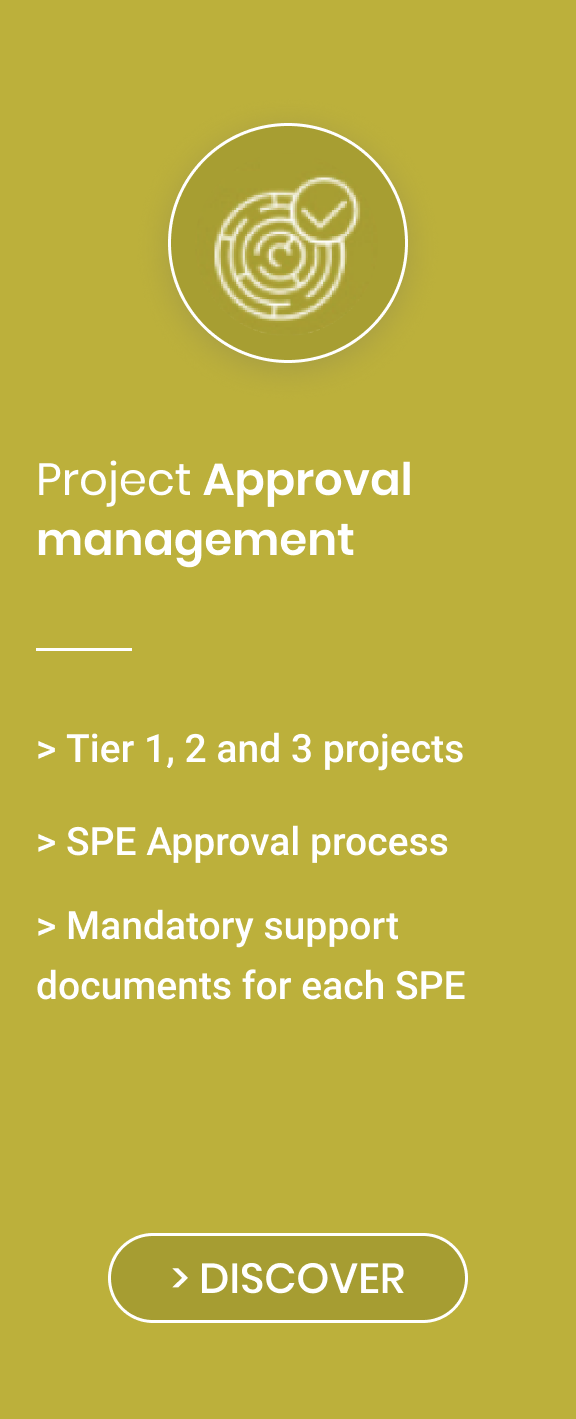 Project Approval
management
> Tier 1, 2 and 3 projects
> SPE Approval process
> Mandatory support
documents for each SPE
> DISCOVER